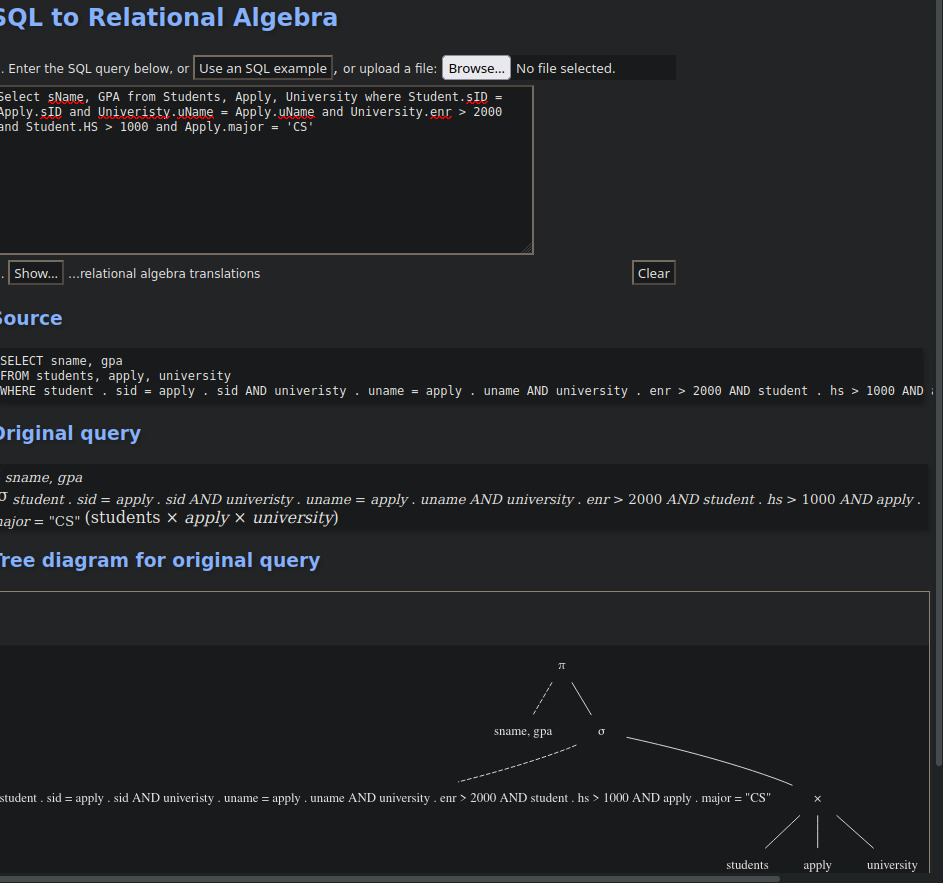 SQL to Relational Algebra
. Enter the SQL query below, or Use an SQL example , or upload a file: Browse... No file selected.
Select sName, GPA from Students, Apply, University where Student.sID =
Apply.sID and Univeristy.uName = Apply.uName and University.enr > 2000
and Student.HS > 1000 and Apply.major = 'CS'
. Show... ...relational algebra translations Clear
Source
SELECT sname, gpa
FROM students, apply, university
WHERE student . sid = apply . sid AND univeristy . uname = apply . uname AND university . enr > 2000 AND student . hs > 1000 AND
Original query
sname, gpa
σ student . sid = apply . sid AND univeristy . uname = apply . uname AND university . enr > 2000 AND student . hs > 1000 AND apply .
major = "CS" (students × apply × university)
Tree diagram for original query
π
sname, gpa σ
student . sid = apply . sid AND univeristy . uname = apply . uname AND university . enr > 2000 AND student . hs > 1000 AND apply . major = "CS" ×
students apply university